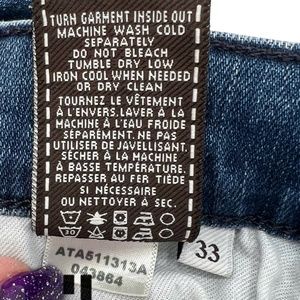 TURN GARMENT INSIDE OUT
MACHINE WASH COLD
SEPARATELY
DO NOT BLEACH
TUMBLE DRY LOW
IRON COOL WHEN NEEDED
OR DRY CLEAN
TOURNEZ LE VÊTEMENT
À L'ENVERS.LAVER À LA
MACHINE À L'EAU FROIDE
SÉPARÉMENT. NE PAS
UTILISER DE JAVELLISANT.
SÉCHER À LA MACHINE
À BASSE TEMPÉRATURE.
REPASSER AU FER TIÈDE
SI NÉCESSAIRE
OU NETTOYER À SEC.
ATA511313A
043864
33